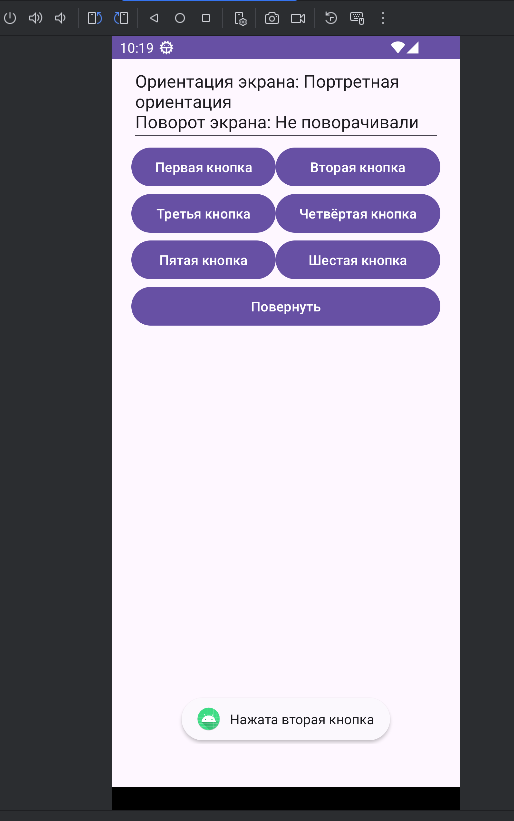 10:19
Ориентация экрана: Портретная
ориентация
Поворот экрана: Не поворачивали
Первая кнопка
Вторая кнопка
Третья кнопка
Четвёртая кнопка
Пятая кнопка
Шестая кнопка
Повернуть
Нажата вторая кнопка